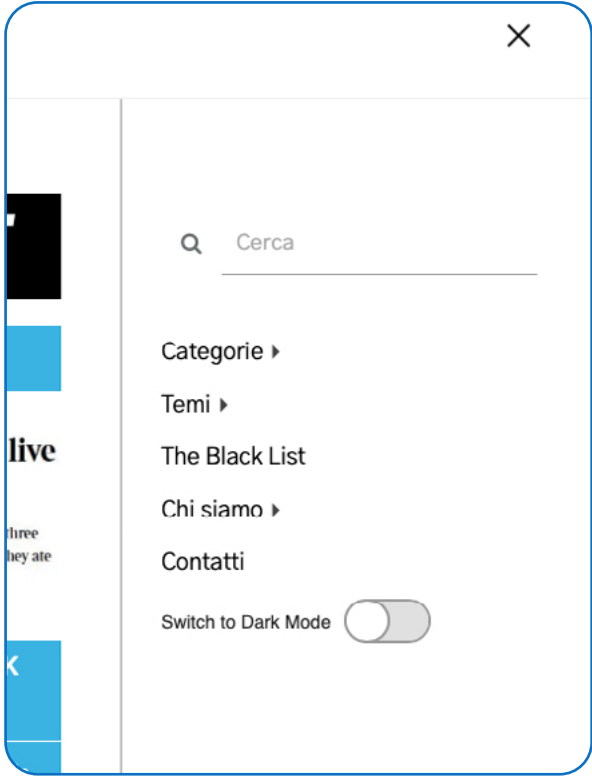 Cerca
Categorie
Temi
The Black List
Chi siamo
Contatti
Switch to Dark Mode
live
three
hey ate
K